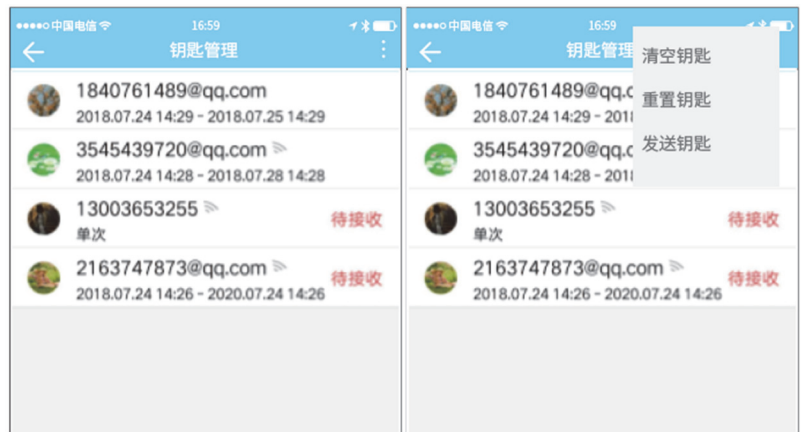 中国电信 16:59
钥匙管理
1840761489@qq.com
2018.07.24 14:29 - 2018.07.25 14:29
3545439720@qq.com
2018.07.24 14:28 - 2018.07.28 14:28
13003653255
单次
待接收
2163747873@qq.com
2018.07.24 14:26 - 2020.07.24 14:26
待接收
中国电信 16:59
钥匙管理
清空钥匙
重置钥匙
发送钥匙
1840761489@qq.c
2018.07.24 14:29 - 201
3545439720@qq.c
2018.07.24 14:28 - 201
13003653255
单次
待接收
2163747873@qq.com
2018.07.24 14:26 - 2020.07.24 14:26
待接收